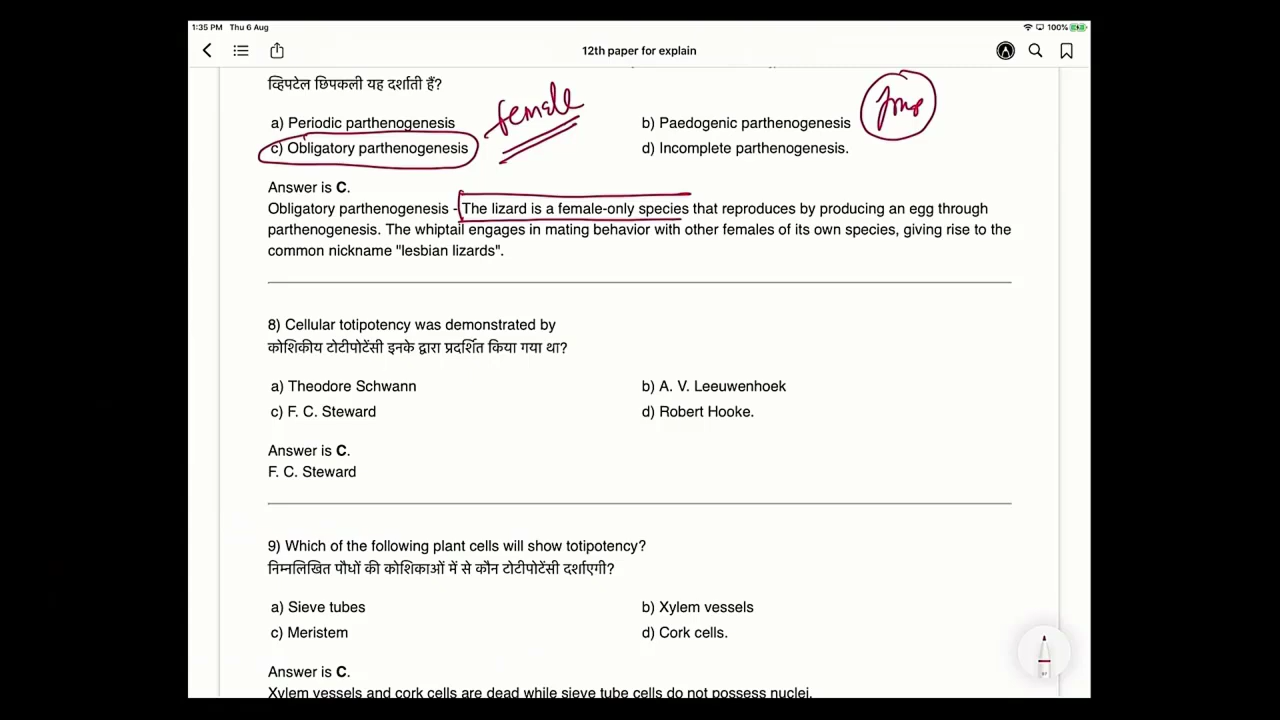 1:35 PM Thu 6 Aug
100%
12th paper for explain
व्हिपटेल छिपकली यह दर्शाती हैं?
female
a) Periodic parthenogenesis
b) Paedogenic parthenogenesis
c) Obligatory parthenogenesis
d) Incomplete parthenogenesis.
Answer is C.
Obligatory parthenogenesis - The lizard is a female-only species that reproduces by producing an egg through
parthenogenesis. The whiptail engages in mating behavior with other females of its own species, giving rise to the
common nickname "lesbian lizards".
8) Cellular totipotency was demonstrated by
कोशिकीय टोटीपोटेंसी इनके द्वारा प्रदर्शित किया गया था?
a) Theodore Schwann
b) A. V. Leeuwenhoek
c) F. C. Steward
d) Robert Hooke.
Answer is C.
F. C. Steward
9) Which of the following plant cells will show totipotency?
निम्नलिखित पौधों की कोशिकाओं में से कौन टोटीपोटेंसी दर्शाएगी?
a) Sieve tubes
b) Xylem vessels
c) Meristem
d) Cork cells.
Answer is C.
Xylem vessels and cork cells are dead while sieve tube cells do not possess nuclei.